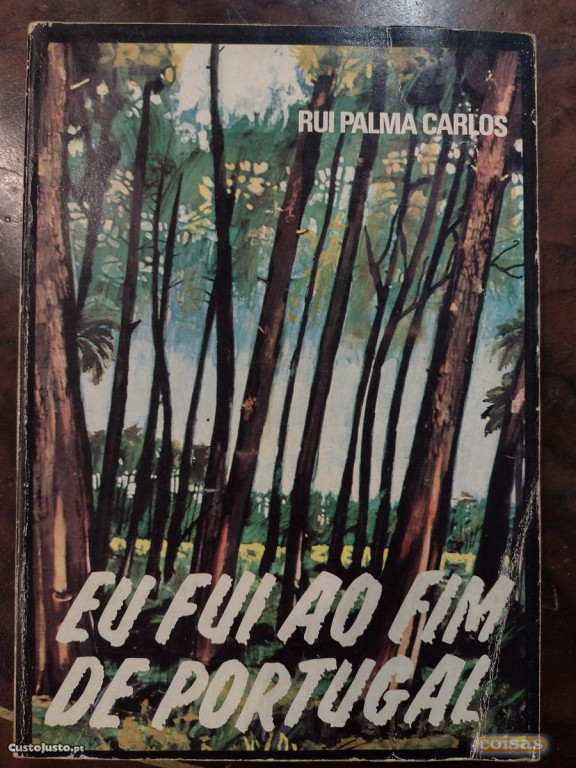 RUI PALMA CARLOS
EU FUI AO FIM
DE PORTUGAL
CustoJusto.pt
coisas